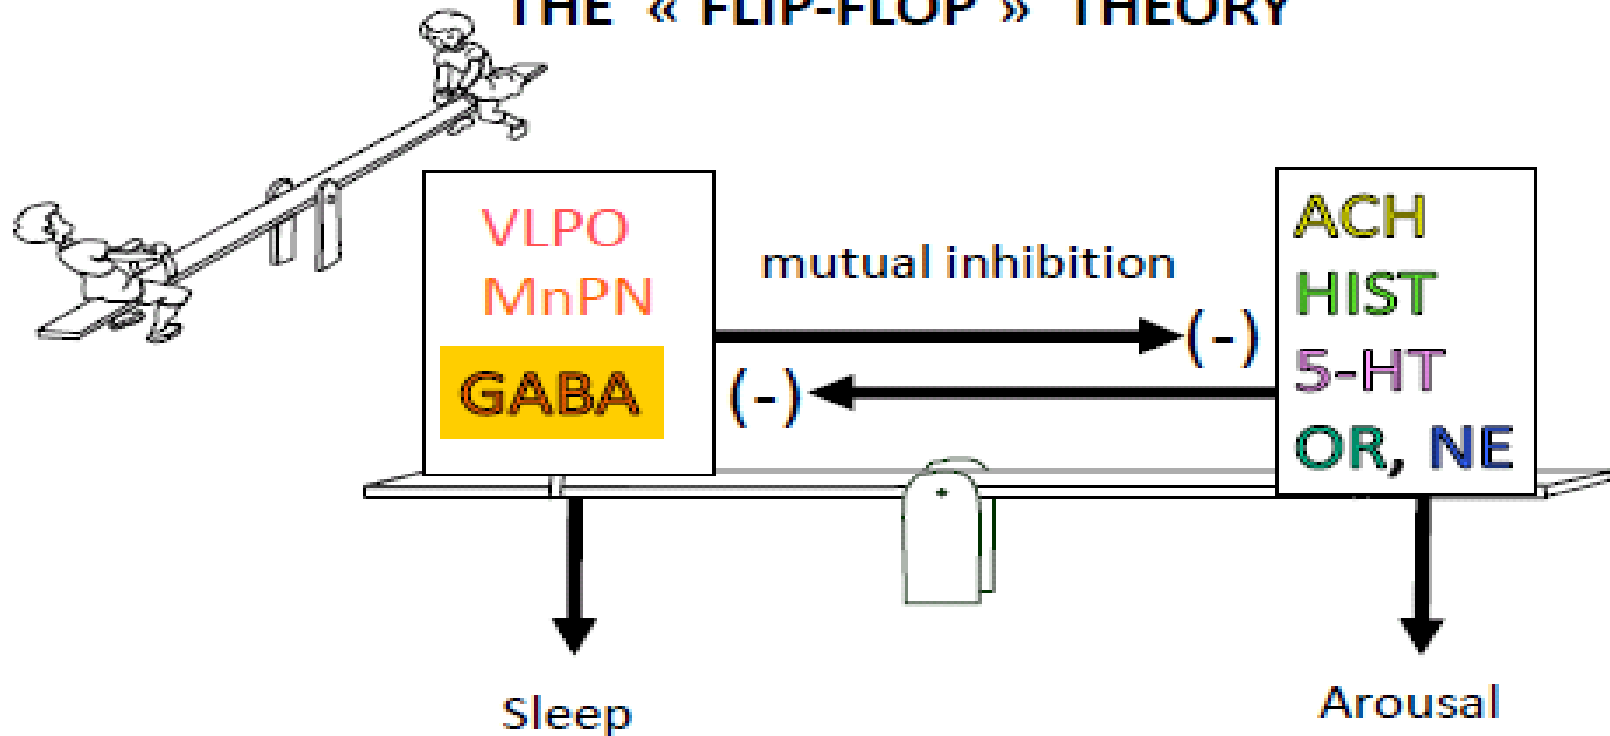 THE « FLIP-FLOP » THEORY
VLPO
MnPN
GABA
mutual inhibition
(-)
(-)
ACH
HIST
5-HT
OR, NE
Sleep
Arousal